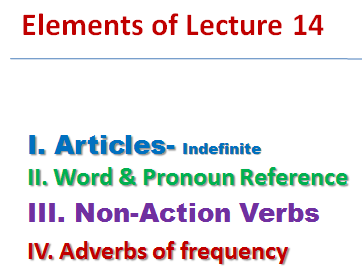 Elements of Lecture 14
I. Articles- Indefinite
II. Word & Pronoun Reference
III. Non-Action Verbs
IV. Adverbs of frequency